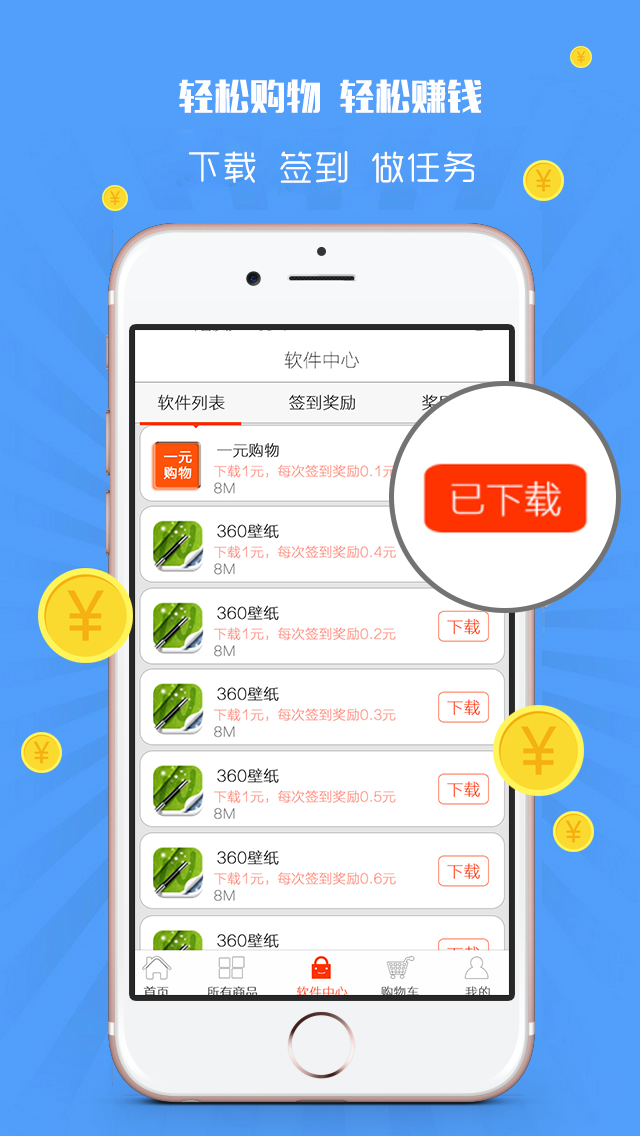 轻松购物 轻松赚钱
下载 签到 做任务
软件中心
软件列表 签到奖励
一元购物
一元
购物
下载1元，每次签到奖励0.1元
8M
已下载
360壁纸
下载1元，每次签到奖励0.4元
8M
360壁纸
下载1元，每次签到奖励0.2元
8M
下载
360壁纸
下载1元，每次签到奖励0.3元
8M
下载
360壁纸
下载1元，每次签到奖励0.5元
8M
下载
360壁纸
下载1元，每次签到奖励0.6元
8M
下载
360壁纸
下载
首页 所有商品 软件中心 购物车 我的